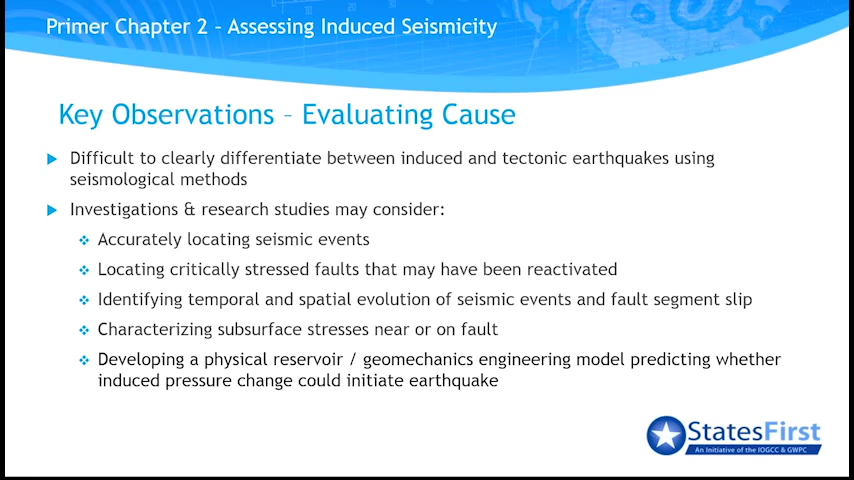 Primer Chapter 2 – Assessing Induced Seismicity
Key Observations – Evaluating Cause
Difficult to clearly differentiate between induced and tectonic earthquakes using
seismological methods
Investigations & research studies may consider:
Accurately locating seismic events
Locating critically stressed faults that may have been reactivated
Identifying temporal and spatial evolution of seismic events and fault segment slip
Characterizing subsurface stresses near or on fault
Developing a physical reservoir / geomechanics engineering model predicting whether
induced pressure change could initiate earthquake
StatesFirst
An Initiative of the IOGCC & GWPC